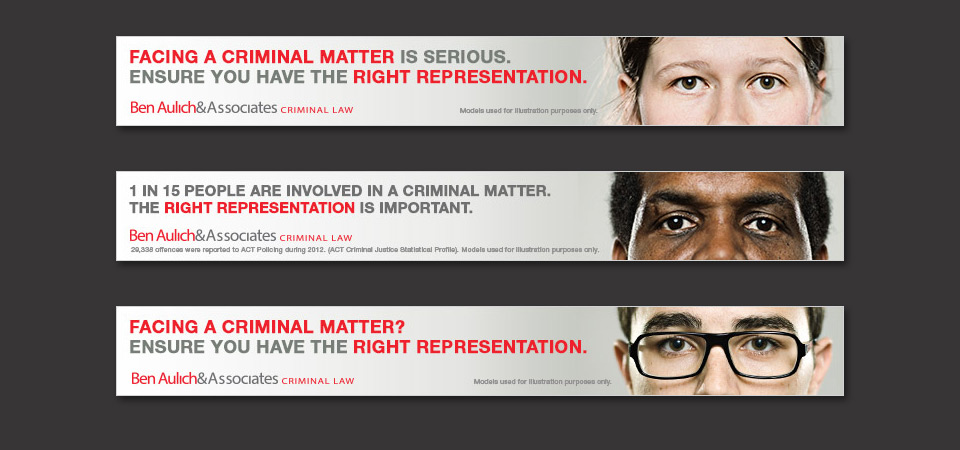 FACING A CRIMINAL MATTER IS SERIOUS.
ENSURE YOU HAVE THE RIGHT REPRESENTATION.
Ben Aulich&Associates CRIMINAL LAW
Models used for illustration purposes only.
1 IN 15 PEOPLE ARE INVOLVED IN A CRIMINAL MATTER.
THE RIGHT REPRESENTATION IS IMPORTANT.
Ben Aulich&Associates CRIMINAL LAW
29,338 offences were reported to ACT Policing during 2012. (ACT Criminal Justice Statistical Profile). Models used for illustration purposes only.
FACING A CRIMINAL MATTER?
ENSURE YOU HAVE THE RIGHT REPRESENTATION.
Ben Aulich&Associates CRIMINAL LAW
Models used for illustration purposes only.